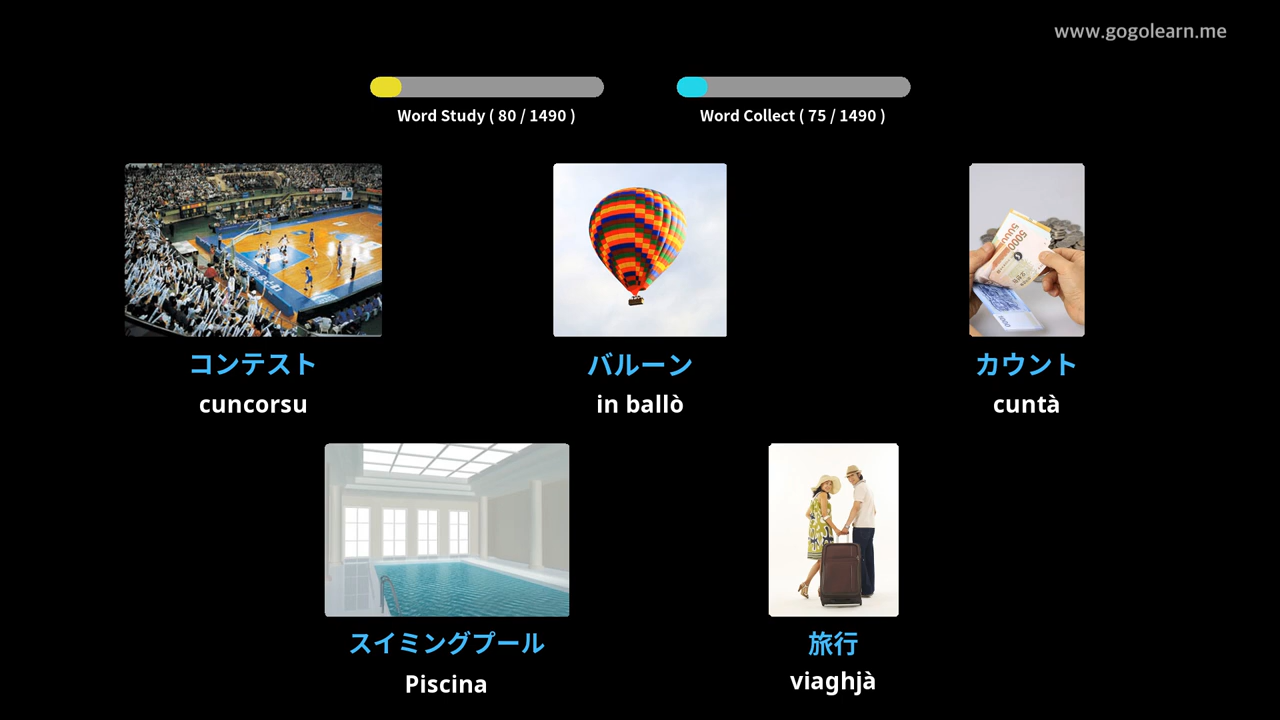 www.gogolearn.me
Word Study ( 80 / 1490 )
Word Collect ( 75 / 1490 )
コンテスト
cuncorsu
バルーン
in ballò
カウント
cuntà
スイミングプール
Piscina
旅行
viaghjà